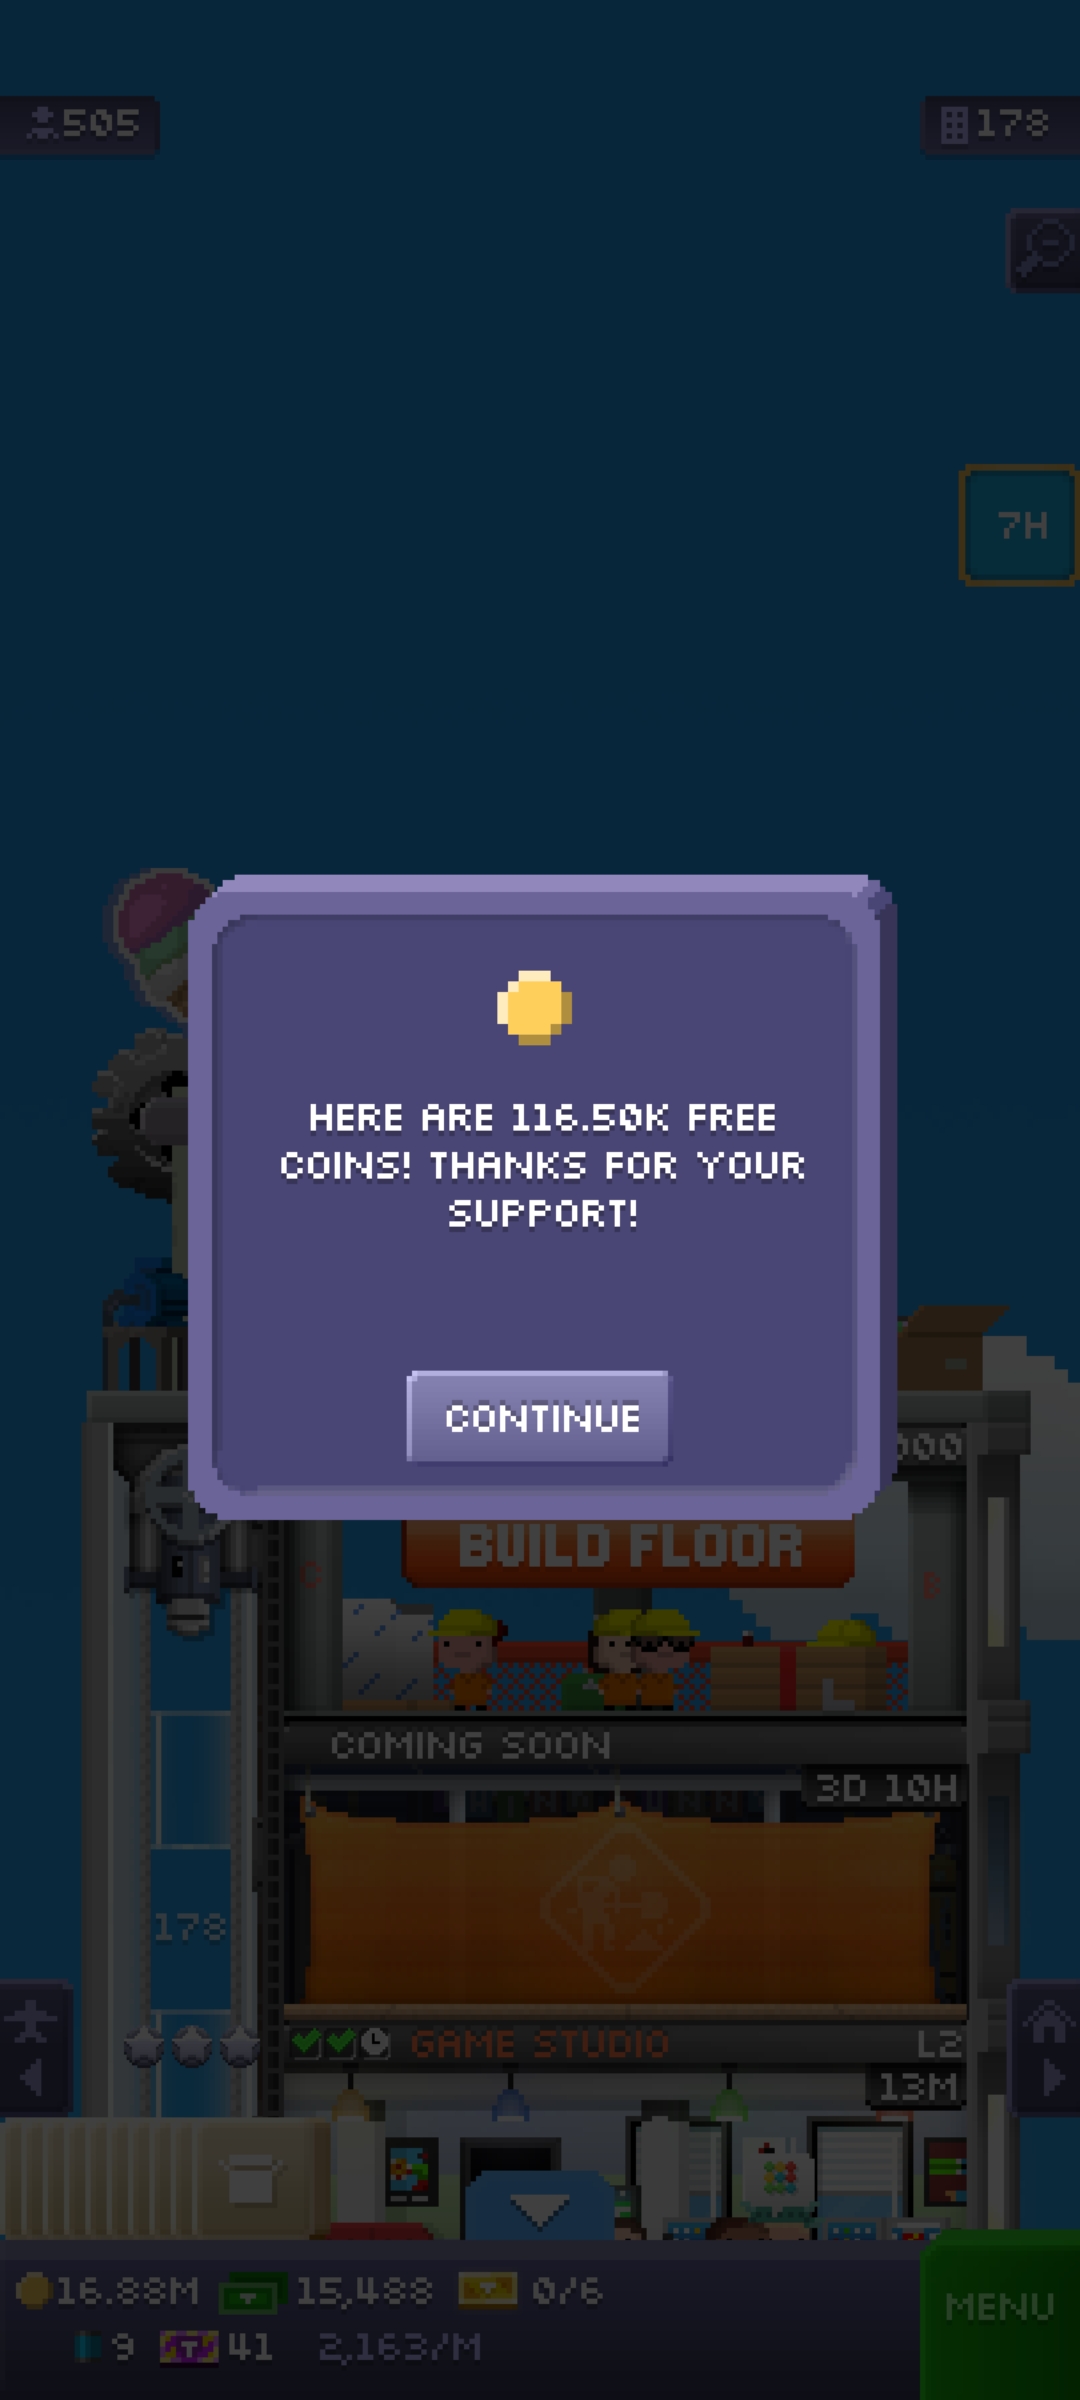 505
178
7H
HERE ARE 116.50K FREE
COINS! THANKS FOR YOUR
SUPPORT!
CONTINUE
BUILD FLOOR
COMING SOON
3D 10H
178
GAME STUDIO
L2
13M
16.88M 15,488 0/6
9 41 2,163/M
MENU